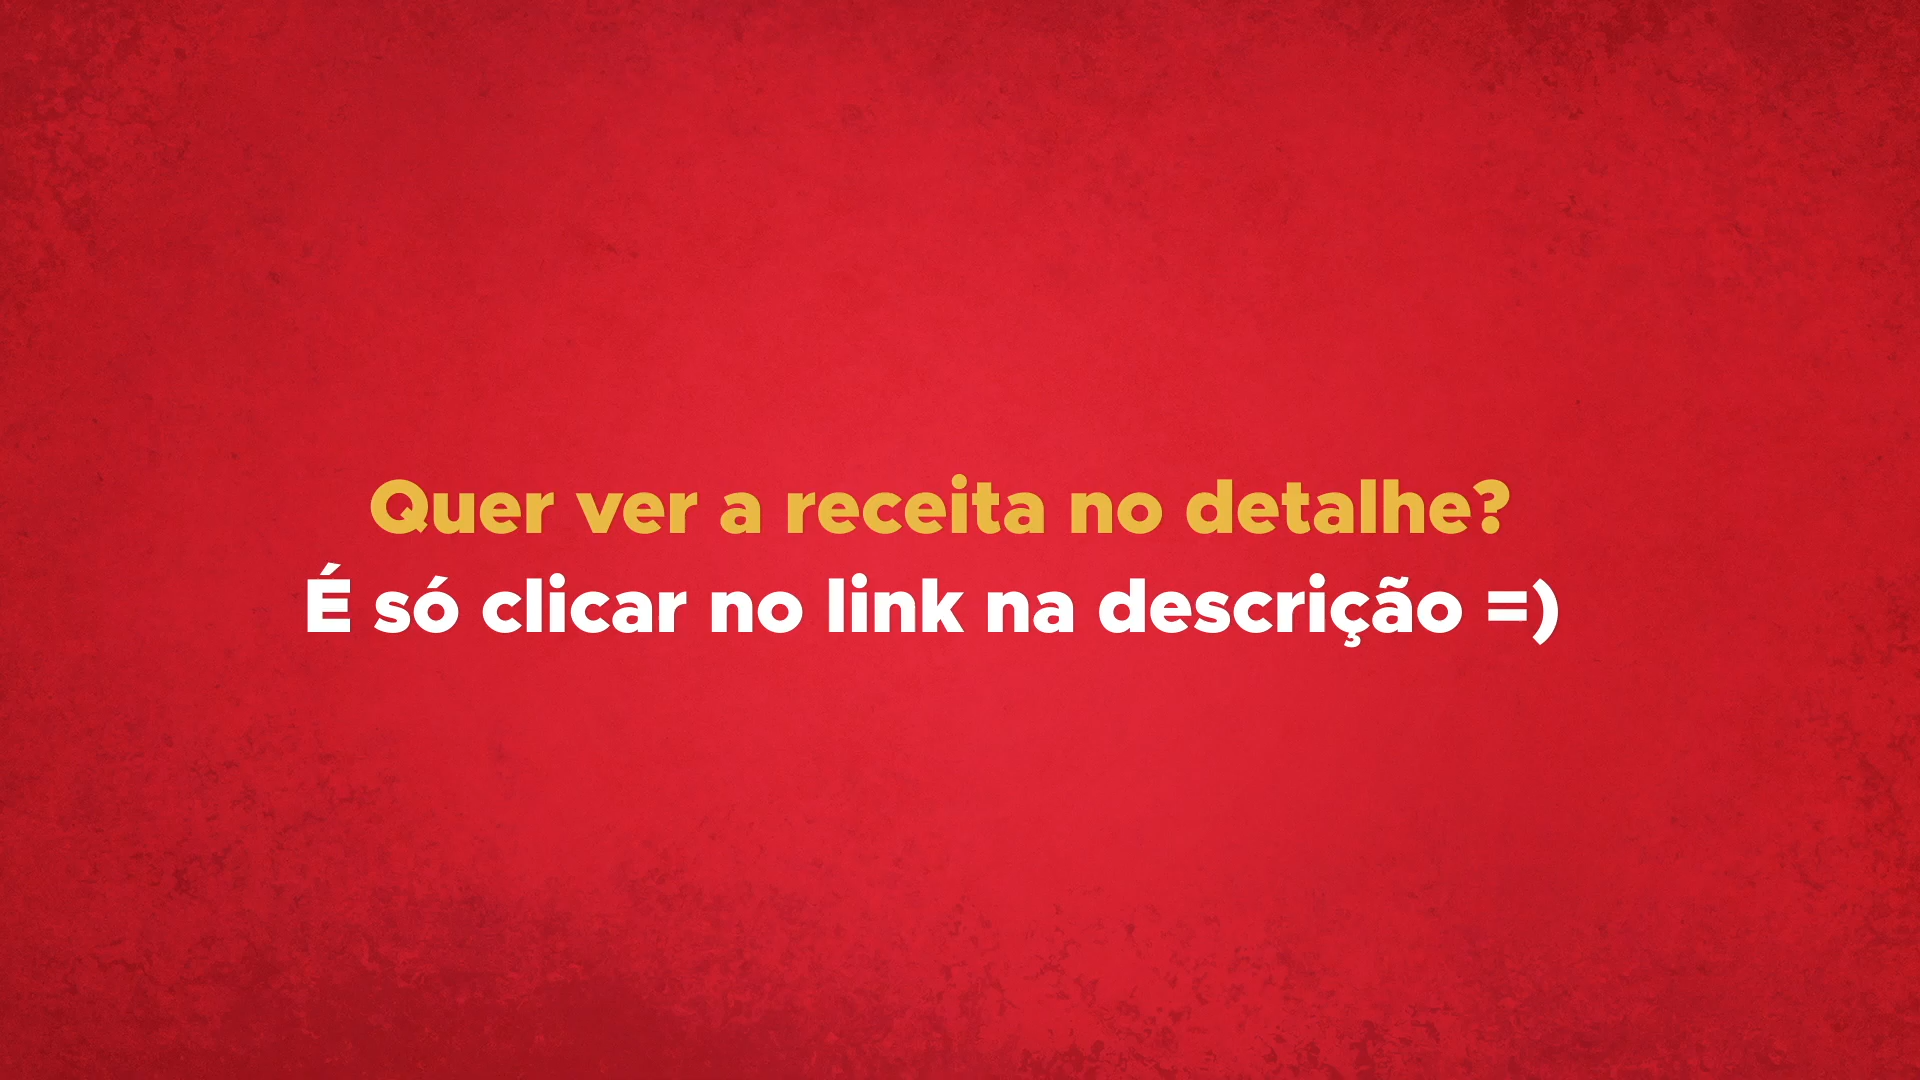 Quer ver a receita no detalhe?
É só clicar no link na descrição =)